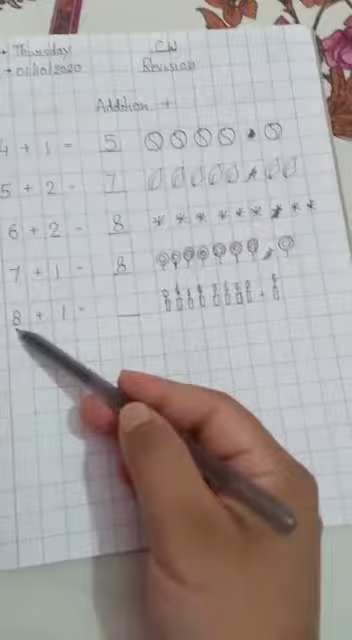 Thursday CW
01/10/2020 Revision
Addition +
4 + 1 = 5
5 + 2 = 7
6 + 2 = 8
7 + 1 = 8
8 + 1 = __